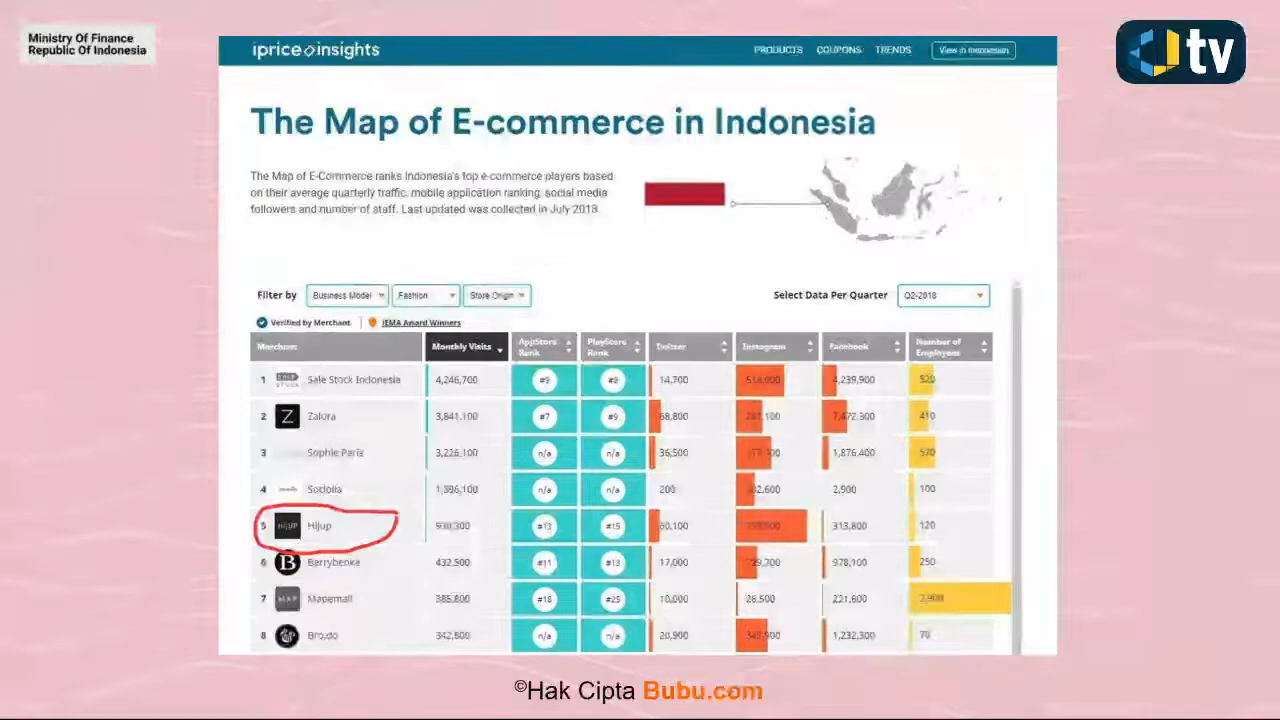 Ministry Of Finance
Republic Of Indonesia
tv
iprice insights
PRODUCTS COUPONS TRENDS View in Indonesian
The Map of E-commerce in Indonesia
The Map of E-Commerce ranks Indonesia's top e-commerce players based
on their average quarterly traffic, mobile application ranking, social media
followers and number of staff. Last updated was collected in July 2018
Filter by Business Model Fashion Store Origin Select Data Per Quarter Q2-2018
Verified by Merchant iEMA Award Winners
Merchant Monthly Visits AppStore Rank PlayStore Rank Twitter Instagram Facebook Number of Employees
1 Sale Stock Indonesia 4,246,700 #9 14,700 4,239,900 520
2 Z Zalora 3,841,100 #7 #9 68,800 7,472,300 410
3 Sophie Paris 3,226,100 n/a n/a 36,500 1,876,400 570
4 Sociolla n/a n/a 200 2,900 100
5 HIJUP Hijup #13 #15 60,100 313,800 120
6 B Berrybenka 432,500 #11 #13 17,000 978,100 250
7 MAP Mapemall 385,800 #18 #25 10,000 26,500 221,600
8 Bro.do 342,800 n/a n/a 20,900 1,232,300 70
©Hak Cipta Bubu.com